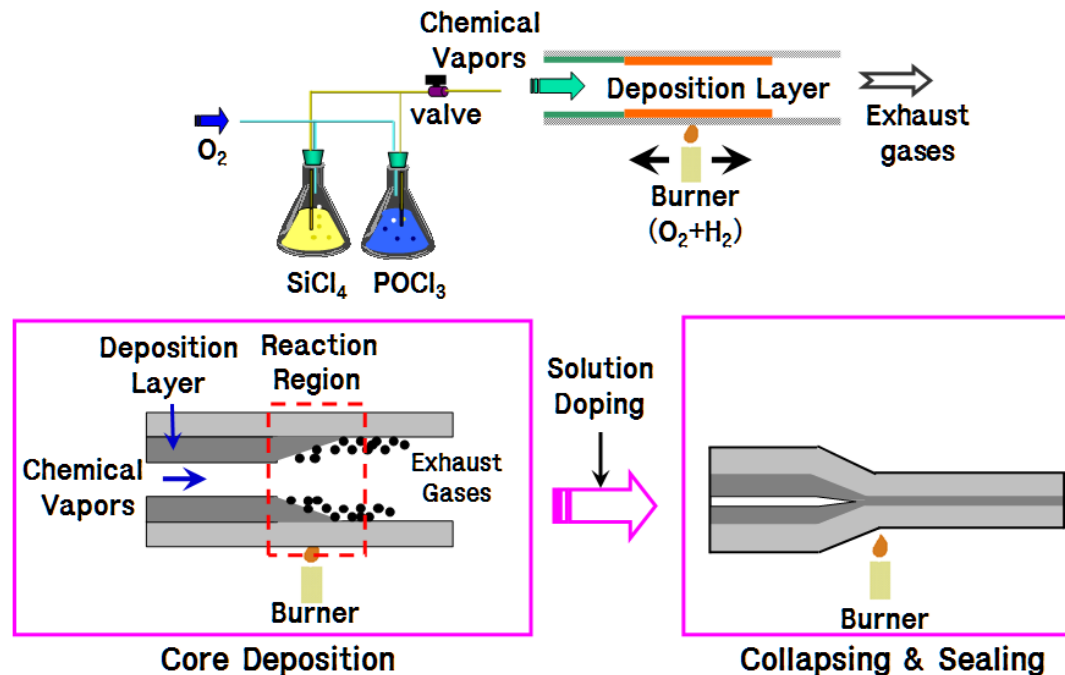 Chemical
Vapors
valve
O₂
Deposition Layer
Exhaust
gases
Burner
(O₂+H₂)
SiCl₄
POCl₃
Deposition
Layer
Reaction
Region
Chemical
Vapors
Exhaust
Gases
Burner
Core Deposition
Solution
Doping
Burner
Collapsing & Sealing